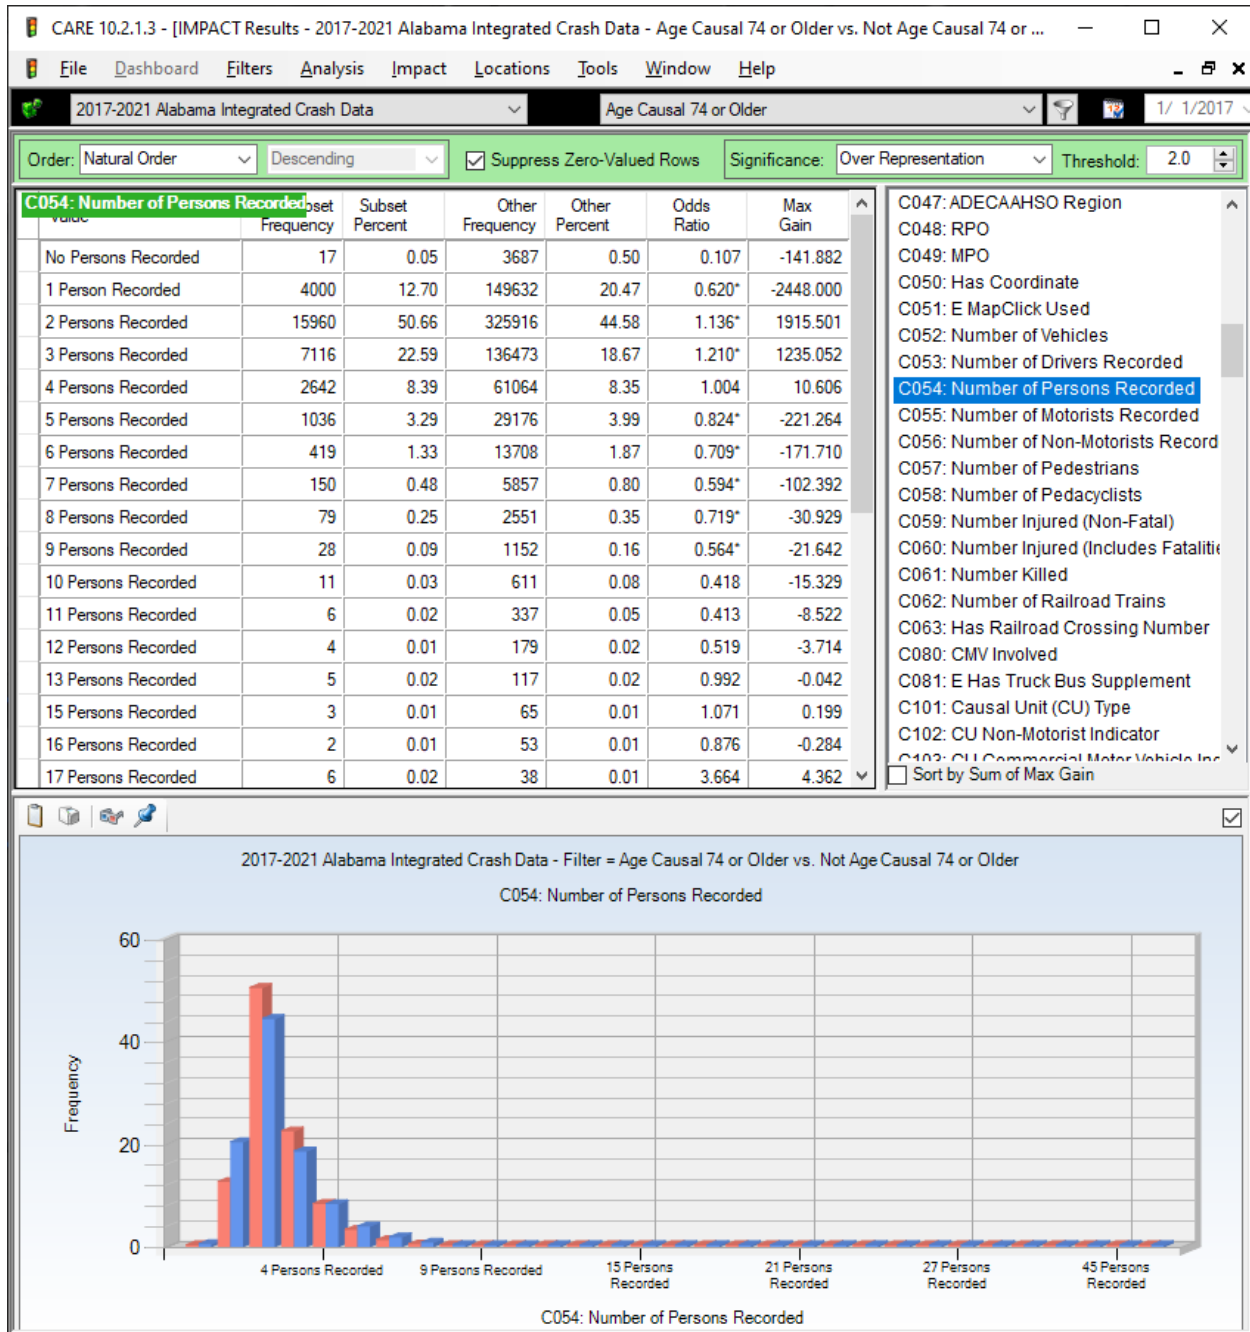 CARE 10.2.1.3 - [IMPACT Results - 2017-2021 Alabama Integrated Crash Data - Age Causal 74 or Older vs. Not Age Causal 74 or ...
File Dashboard Filters Analysis Impact Locations Tools Window Help
2017-2021 Alabama Integrated Crash Data Age Causal 74 or Older 1/ 1/2017
Order: Natural Order Descending Suppress Zero-Valued Rows Significance: Over Representation Threshold: 2.0
C054: Number of Persons Recorded
Subset Frequency Subset Percent Other Frequency Other Percent Odds Ratio Max Gain
No Persons Recorded 17 0.05 3687 0.50 0.107 -141.882
1 Person Recorded 4000 12.70 149632 20.47 0.620* -2448.000
2 Persons Recorded 15960 50.66 325916 44.58 1.136* 1915.501
3 Persons Recorded 7116 22.59 136473 18.67 1.210* 1235.052
4 Persons Recorded 2642 8.39 61064 8.35 1.004 10.606
5 Persons Recorded 1036 3.29 29176 3.99 0.824* -221.264
6 Persons Recorded 419 1.33 13708 1.87 0.709* -171.710
7 Persons Recorded 150 0.48 5857 0.80 0.594* -102.392
8 Persons Recorded 79 0.25 2551 0.35 0.719* -30.929
9 Persons Recorded 28 0.09 1152 0.16 0.564* -21.642
10 Persons Recorded 11 0.03 611 0.08 0.418 -15.329
11 Persons Recorded 6 0.02 337 0.05 0.413 -8.522
12 Persons Recorded 4 0.01 179 0.02 0.519 -3.714
13 Persons Recorded 5 0.02 117 0.02 0.992 -0.042
15 Persons Recorded 3 0.01 65 0.01 1.071 0.199
16 Persons Recorded 2 0.01 53 0.01 0.876 -0.284
17 Persons Recorded 6 0.02 38 0.01 3.664 4.362
C047: ADECAAHSO Region
C048: RPO
C049: MPO
C050: Has Coordinate
C051: E MapClick Used
C052: Number of Vehicles
C053: Number of Drivers Recorded
C054: Number of Persons Recorded
C055: Number of Motorists Recorded
C056: Number of Non-Motorists Record
C057: Number of Pedestrians
C058: Number of Pedacyclists
C059: Number Injured (Non-Fatal)
C060: Number Injured (Includes Fatalitie
C061: Number Killed
C062: Number of Railroad Trains
C063: Has Railroad Crossing Number
C080: CMV Involved
C081: E Has Truck Bus Supplement
C101: Causal Unit (CU) Type
C102: CU Non-Motorist Indicator
C103: CU Commercial Motor Vehicle Ind
Sort by Sum of Max Gain
2017-2021 Alabama Integrated Crash Data - Filter = Age Causal 74 or Older vs. Not Age Causal 74 or Older
C054: Number of Persons Recorded
Frequency
60
40
20
0
4 Persons Recorded
9 Persons Recorded
15 Persons Recorded
21 Persons Recorded
27 Persons Recorded
45 Persons Recorded
C054: Number of Persons Recorded